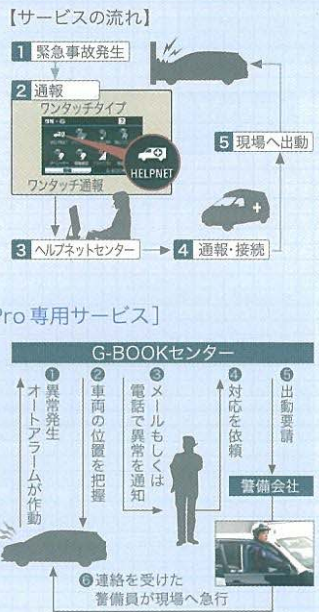 【サービスの流れ】
1 緊急事故発生
2 通報
ワンタッチタイプ
HELPNET
ワンタッチ通報
3 ヘルプネットセンター
4 通報・接続
5 現場へ出動
Pro専用サービス］
G-BOOKセンター
❶異常発生
オートアラームが作動
❷車両の位置を把握
❸メールもしくは
電話で異常を通知
❹対応を依頼
❺出動要請
警備会社
❻連絡を受けた
警備員が現場へ急行